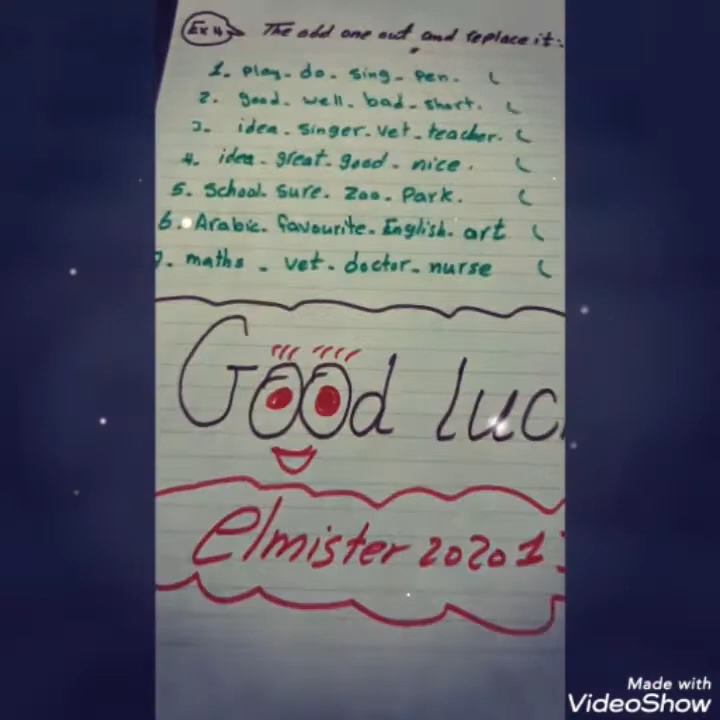 Ex 4 The odd one out and replace it:
1. play - do - sing - pen. (
2. good - well - bad - short. (
3. idea - singer - vet - teacher. (
4. idea - great - good - nice. (
5. School - Sure - Zoo - Park. (
6. Arabic - favourite - English - art (
7. maths - vet - doctor - nurse (
Good luc
elmister 2020 1
Made with
VideoShow